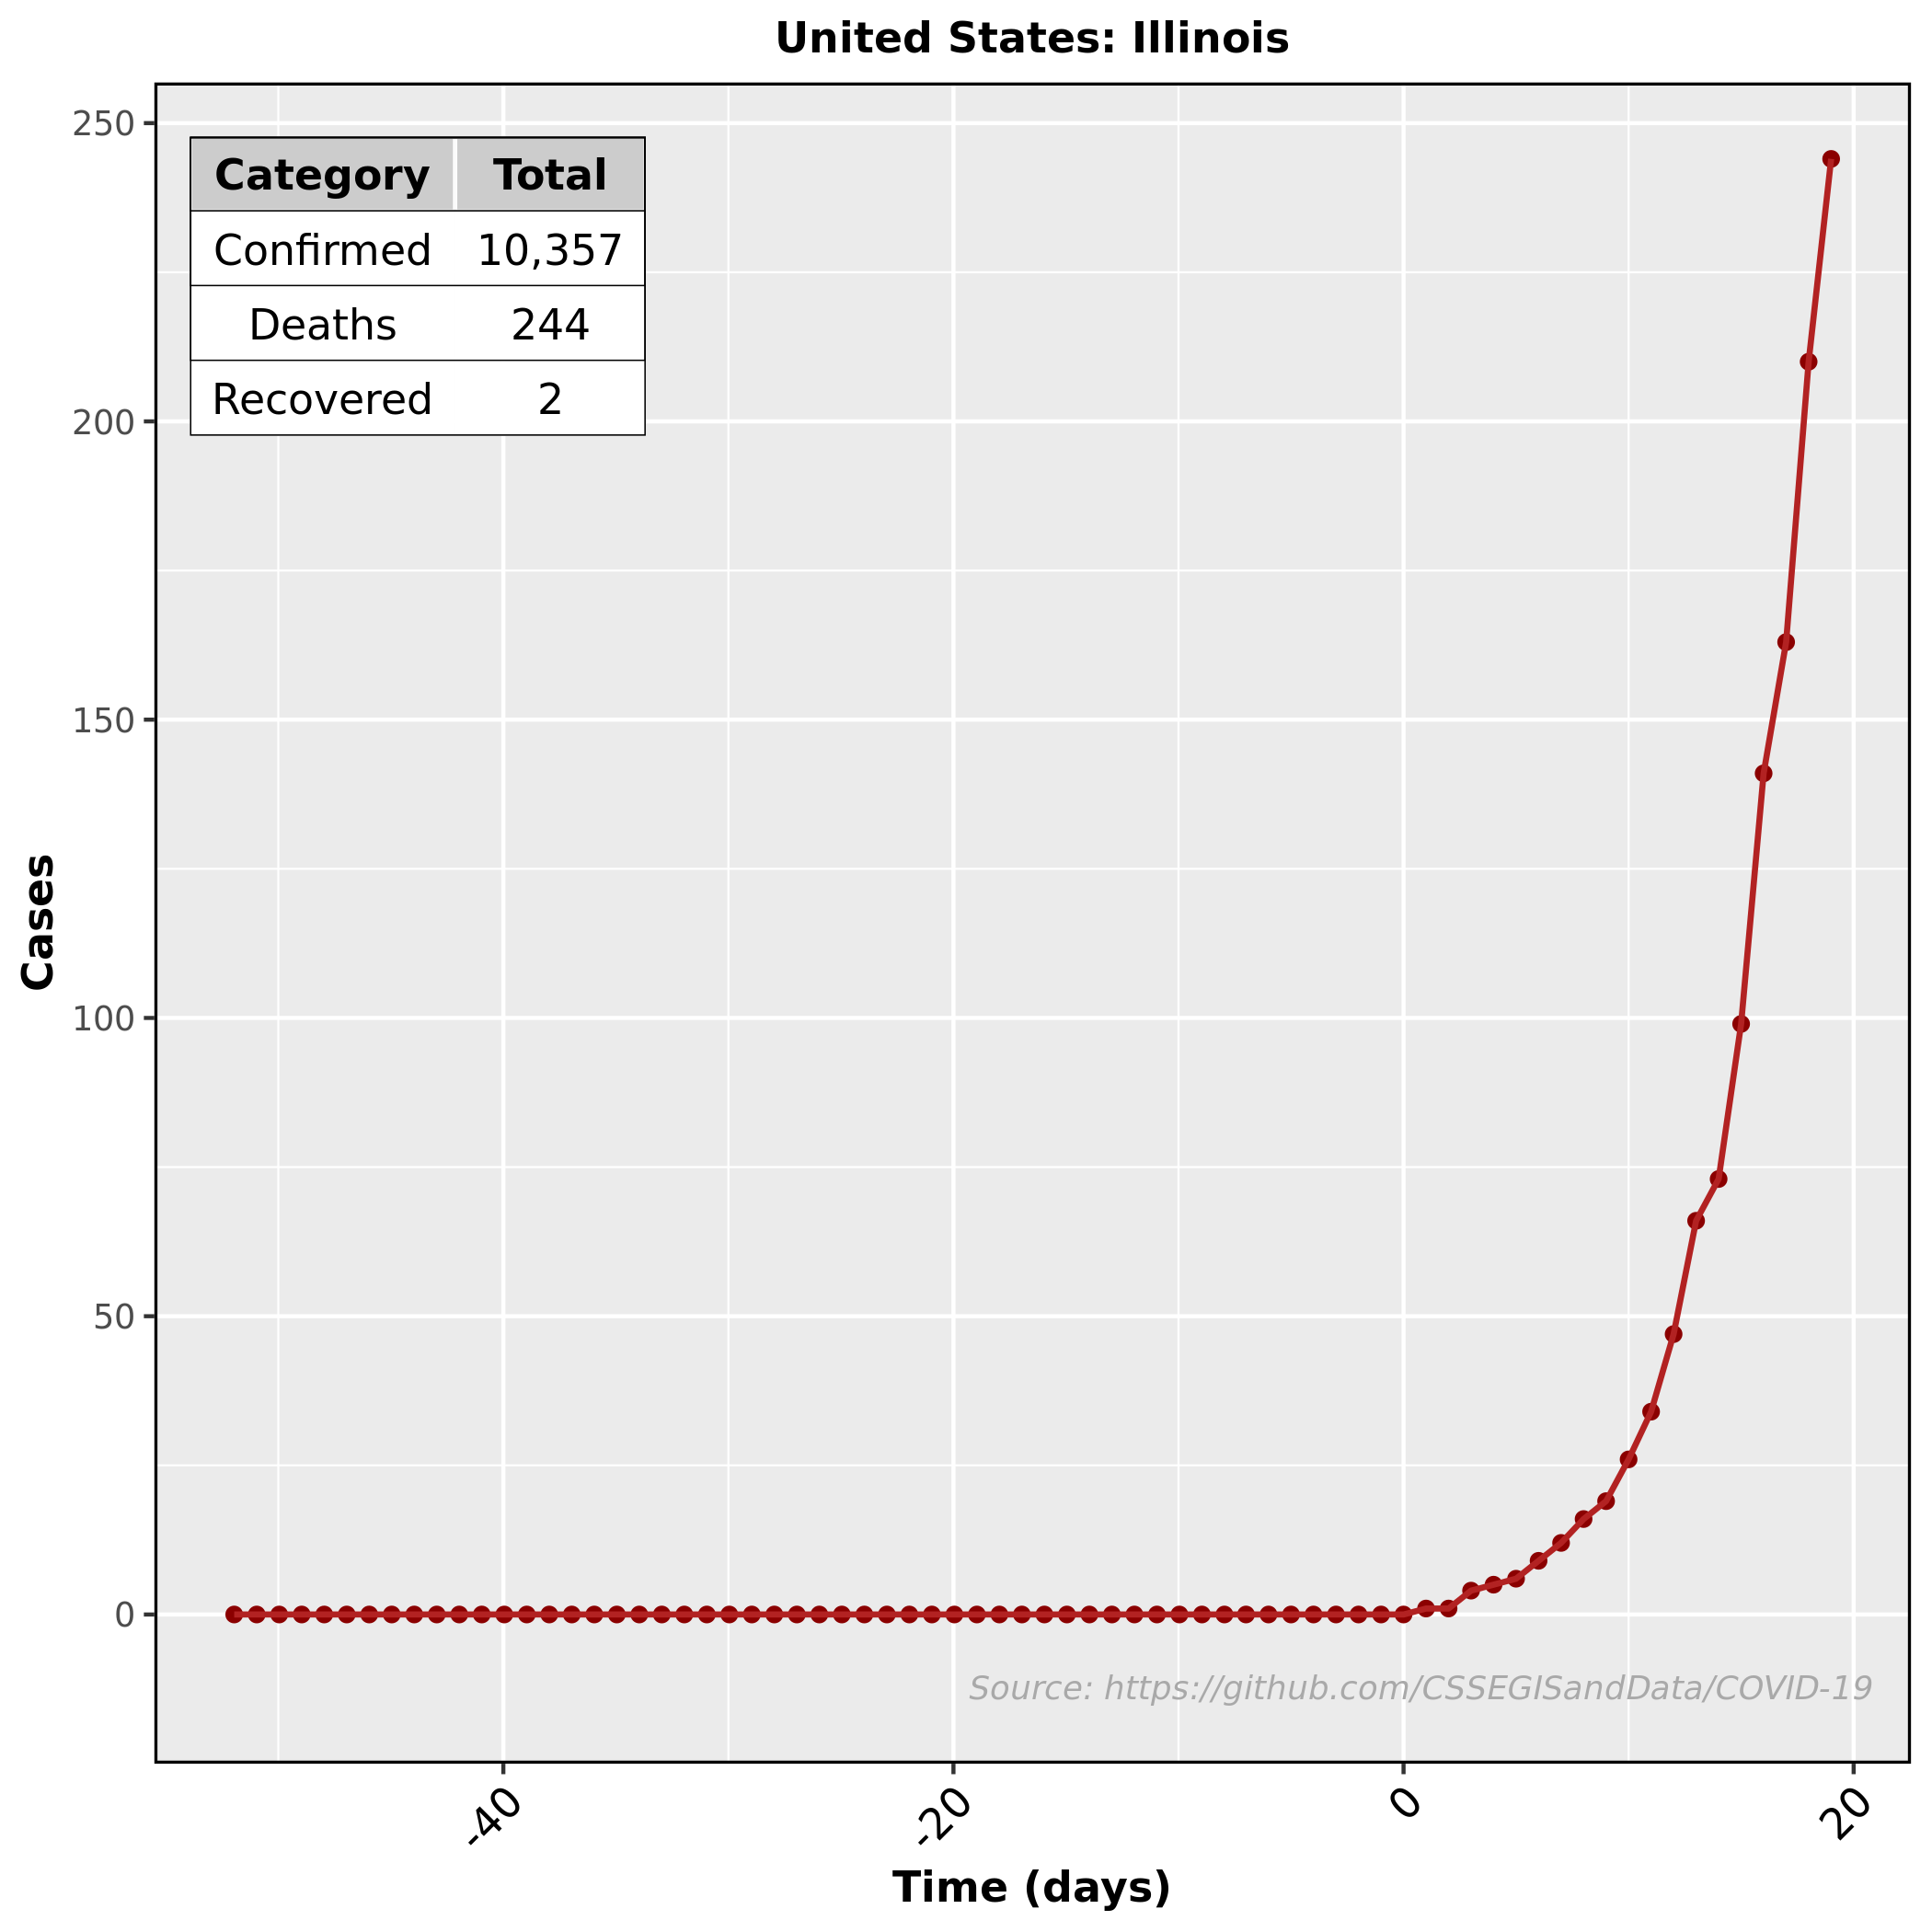 United States: Illinois
250
200
150
100
50
0
Cases
Category Total
Confirmed 10,357
Deaths 244
Recovered 2
Source: https://github.com/CSSEGISandData/COVID-19
-40 -20 0 20
Time (days)